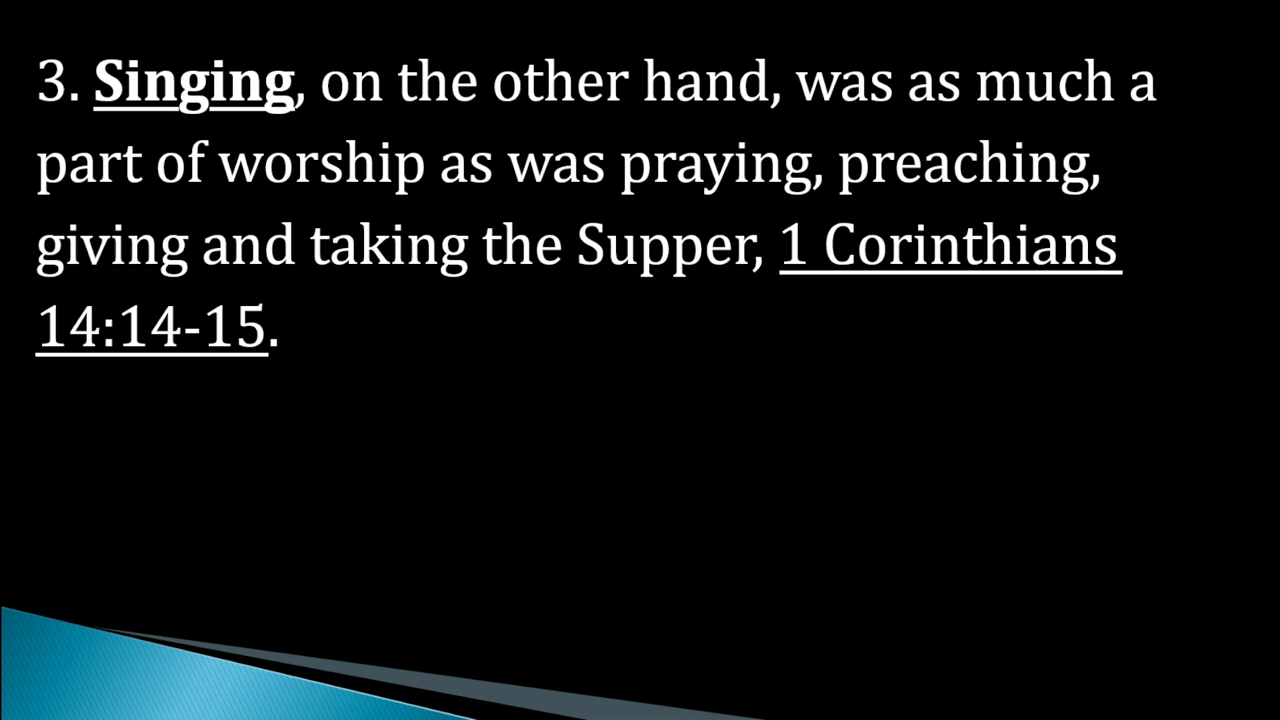 3. Singing, on the other hand, was as much a
part of worship as was praying, preaching,
giving and taking the Supper, 1 Corinthians
14:14-15.